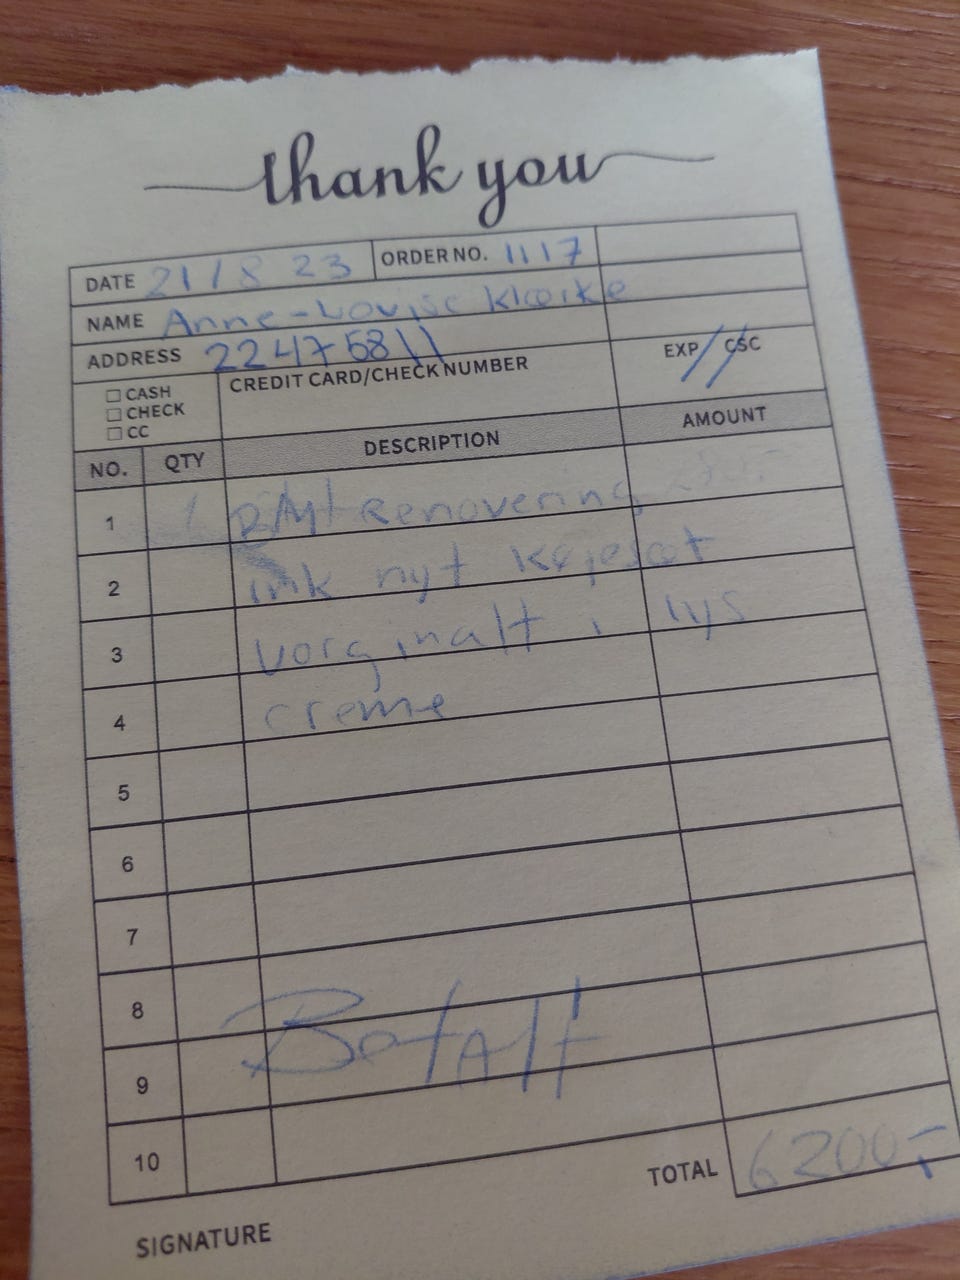 thank you
DATE 21/8 23 ORDER NO. 1117
NAME Anne-Louise
ADDRESS 22475811
CASH CREDIT CARD/CHECK NUMBER EXP CSC
CHECK
CC
NO. QTY DESCRIPTION AMOUNT
1 1 Renovering
2 ink nyt
3 i lys
4 creme
5
6
7
8
9 Betalt
10
TOTAL 6200,-
SIGNATURE